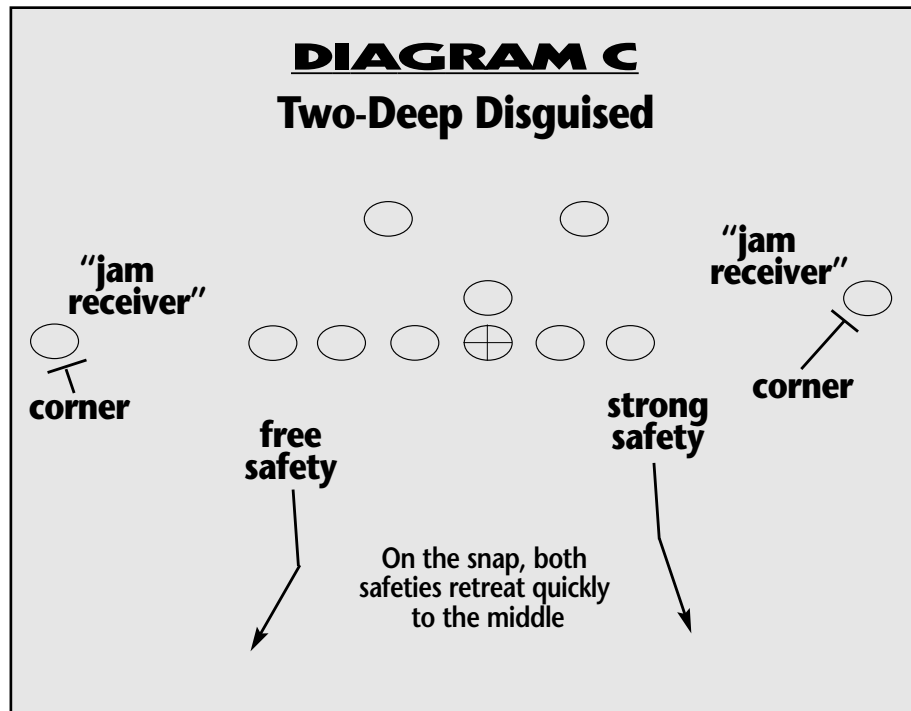 DIAGRAM C
Two-Deep Disguised
"jam
receiver"
"jam
receiver"
corner
corner
free
safety
strong
safety
On the snap, both
safeties retreat quickly
to the middle